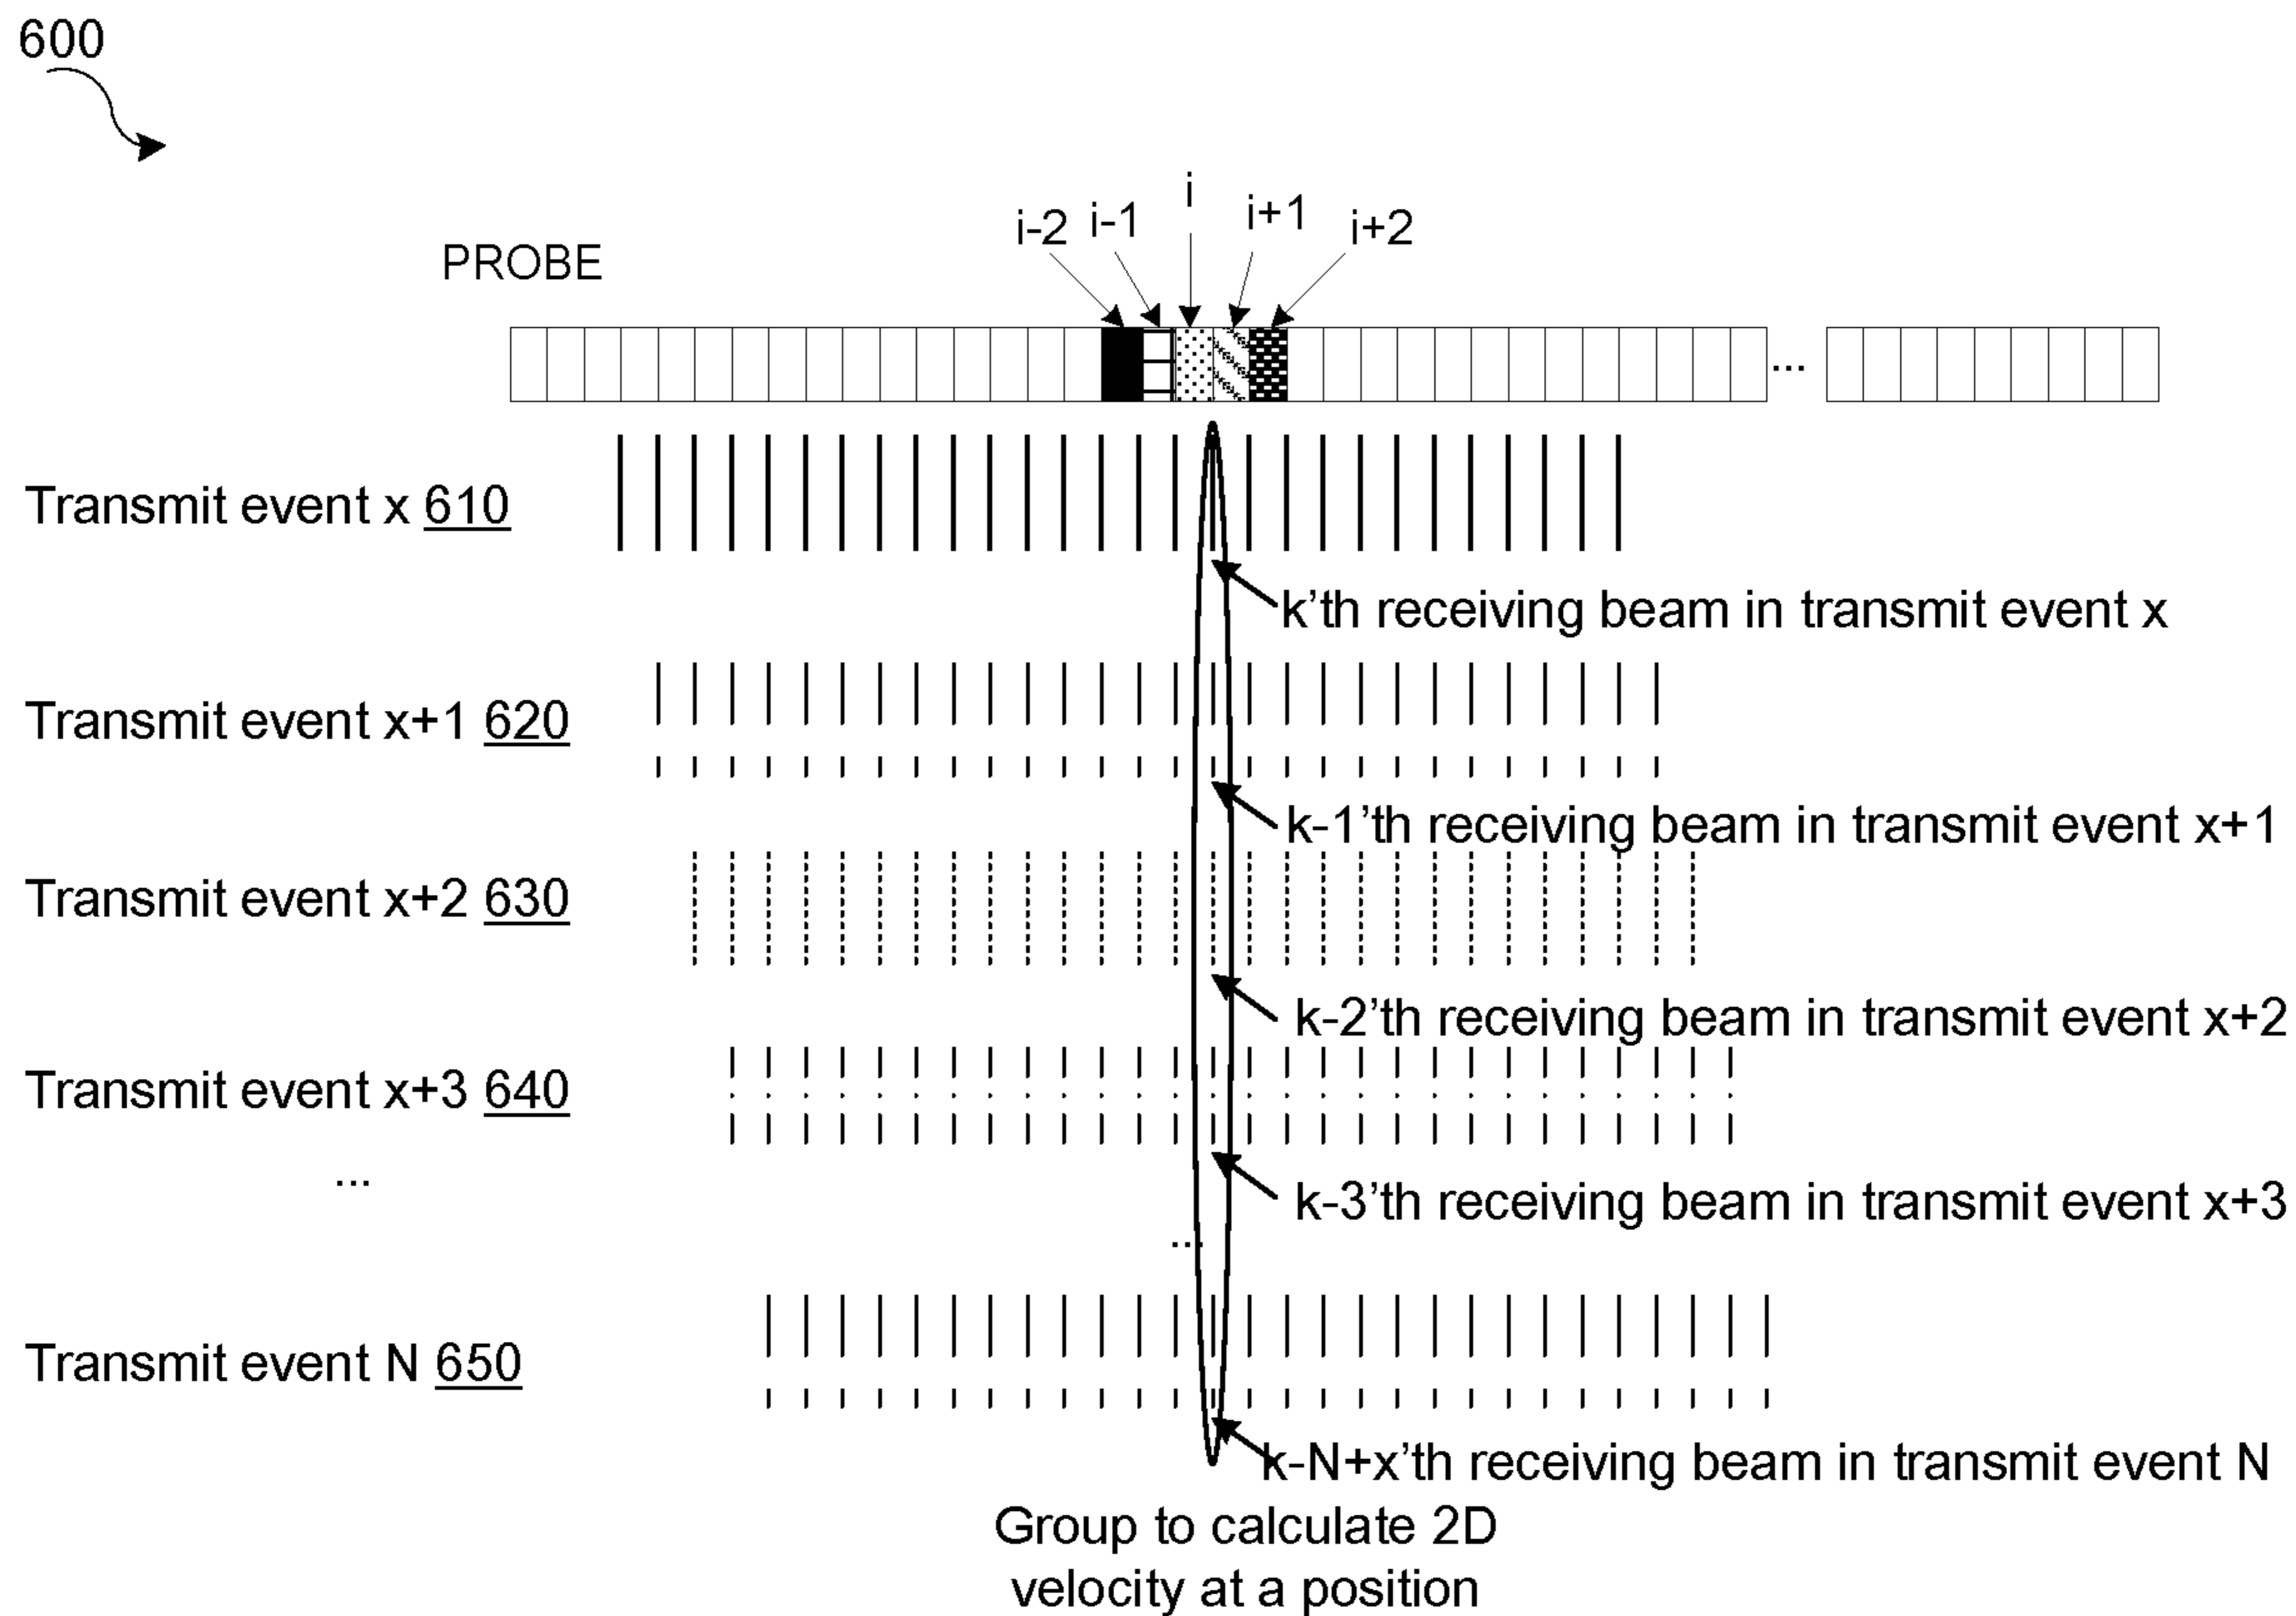 600
i
i-2 i-1 i+1 i+2
PROBE
...
Transmit event x 610
k'th receiving beam in transmit event x
Transmit event x+1 620
k-1'th receiving beam in transmit event x+1
Transmit event x+2 630
k-2'th receiving beam in transmit event x+2
Transmit event x+3 640
...
k-3'th receiving beam in transmit event x+3
...
Transmit event N 650
k-N+x'th receiving beam in transmit event N
Group to calculate 2D
velocity at a position